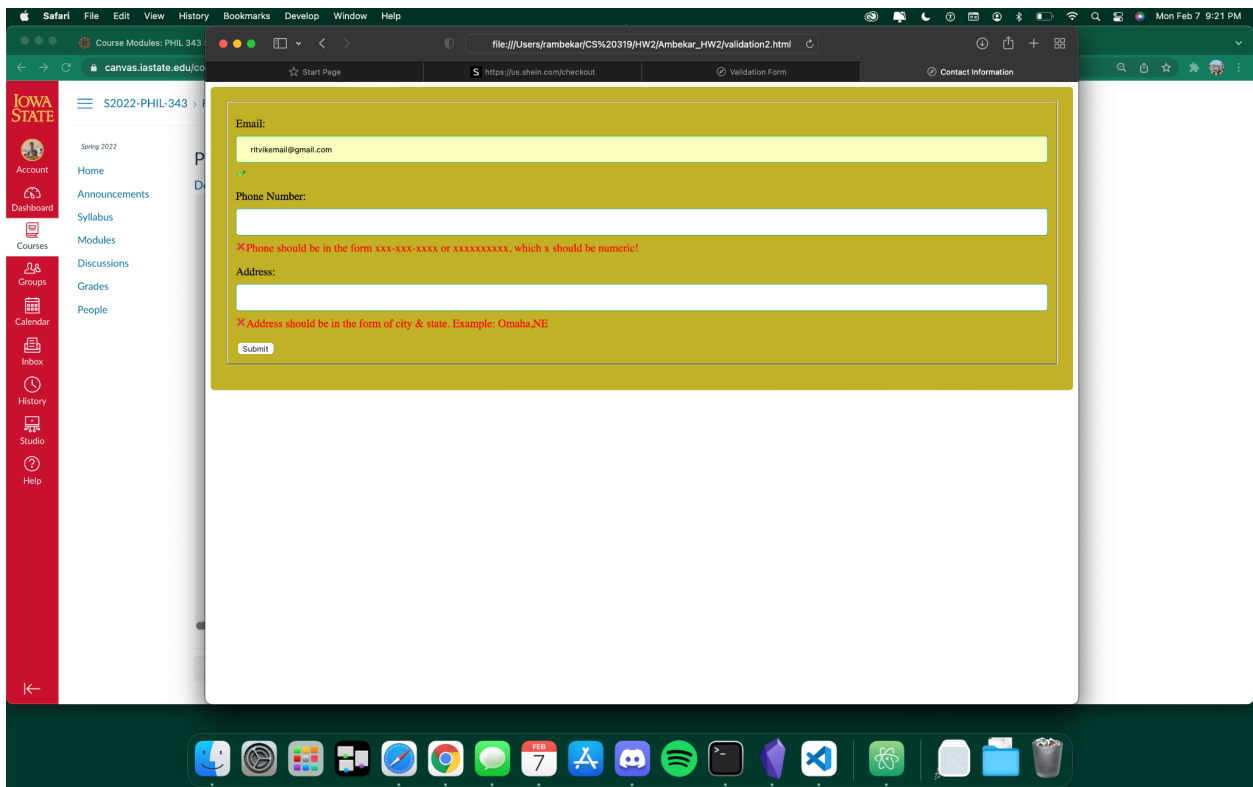 Safari File Edit View History Bookmarks Develop Window Help
Mon Feb 7 9:21 PM
Course Modules: PHIL 343
canvas.iastate.edu/co
file:///Users/rambekar/CS%20319/HW2/Ambekar_HW2/validation2.html
Start Page
S https://us.shein.com/checkout
Validation Form
Contact Information
IOWA
STATE
Account
Dashboard
Courses
Groups
Calendar
Inbox
History
Studio
Help
S2022-PHIL-343
Spring 2022
Home
Announcements
Syllabus
Modules
Discussions
Grades
People
P
De
Email:
ritvikemail@gmail.com
Phone Number:
Phone should be in the form xxx-xxx-xxxx or xxxxxxxxxx, which x should be numeric!
Address:
Address should be in the form of city & state. Example: Omaha,NE
Submit
FEB
7